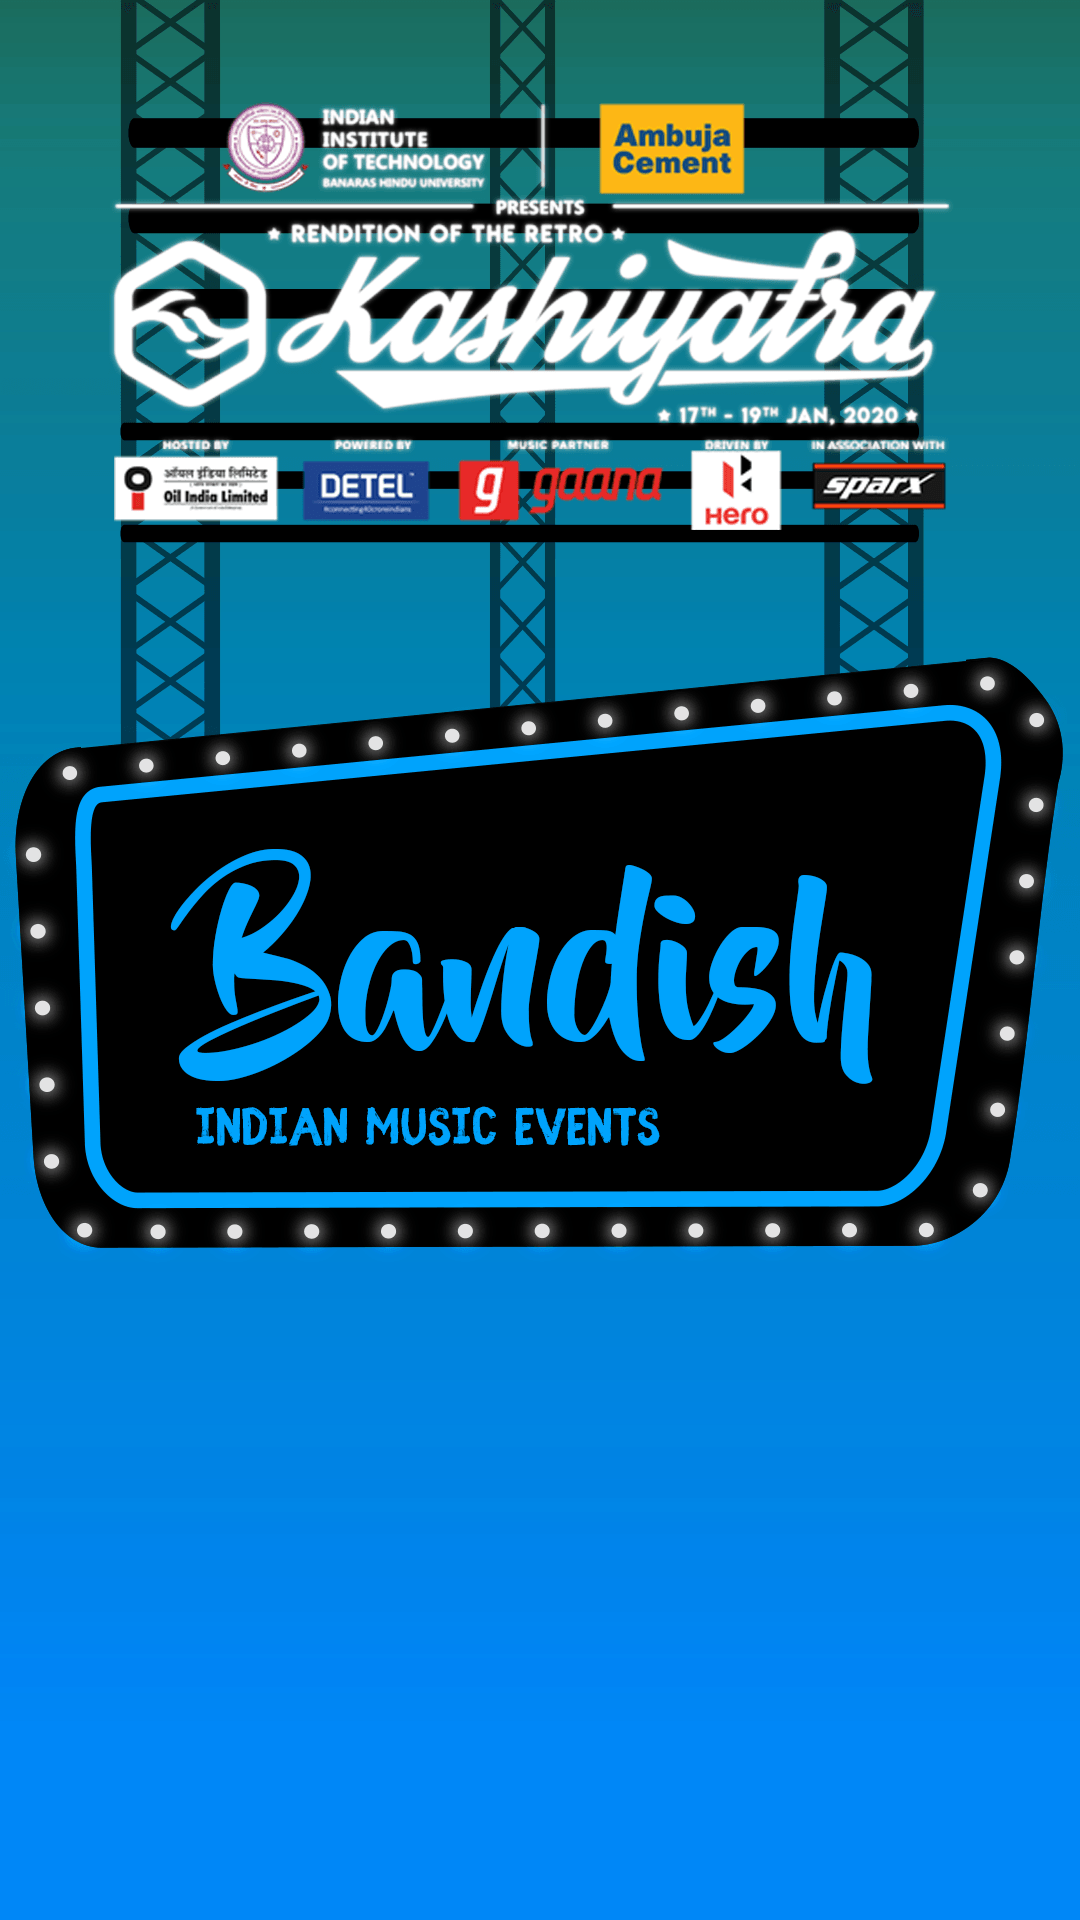 INDIAN
INSTITUTE
OF TECHNOLOGY
BANARAS HINDU UNIVERSITY
Ambuja
Cement
PRESENTS
RENDITION OF THE RETRO
Kashiyatra
17TH - 19TH JAN, 2020
HOSTED BY
ऑयल इंडिया लिमिटेड
Oil India Limited
POWERED BY
DETEL
#connecting40croreindians
MUSIC PARTNER
g gaana
DRIVEN BY
Hero
IN ASSOCIATION WITH
sparx
Bandish
INDIAN MUSIC EVENTS